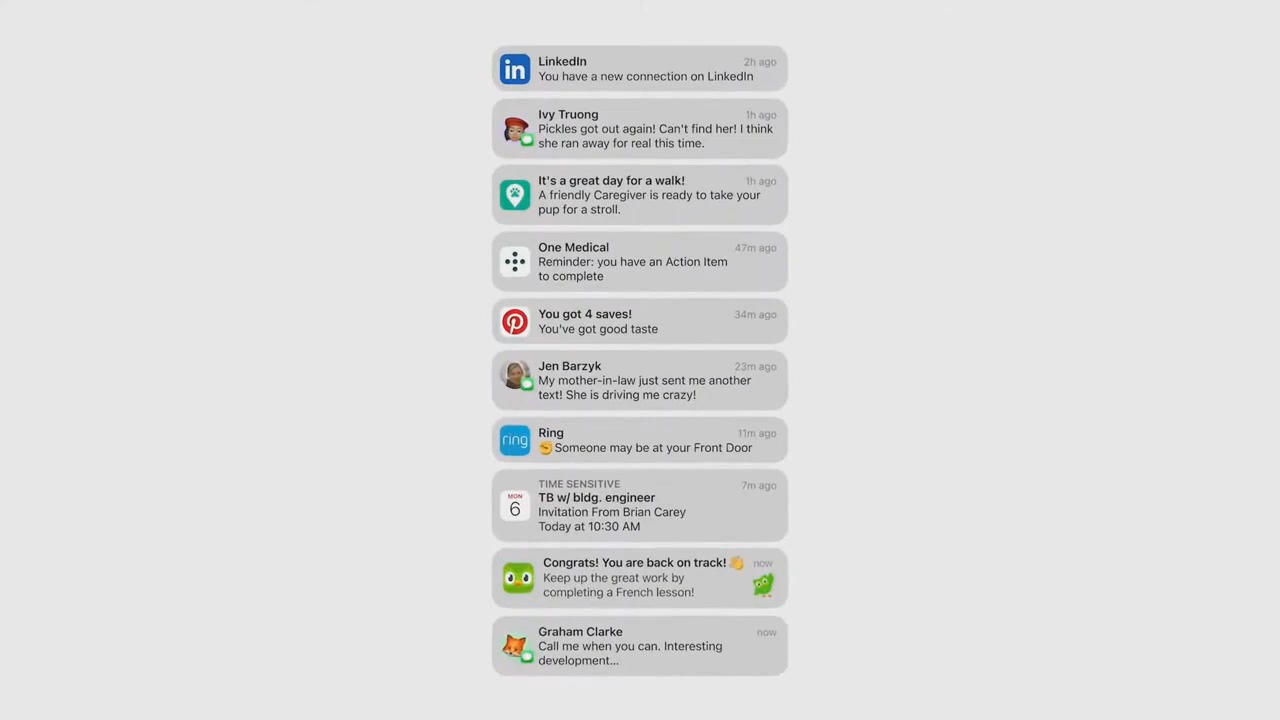 in
LinkedIn 2h ago
You have a new connection on LinkedIn
Ivy Truong 1h ago
Pickles got out again! Can't find her! I think
she ran away for real this time.
It's a great day for a walk! 1h ago
A friendly Caregiver is ready to take your
pup for a stroll.
One Medical 47m ago
Reminder: you have an Action Item
to complete
You got 4 saves! 34m ago
You've got good taste
Jen Barzyk 23m ago
My mother-in-law just sent me another
text! She is driving me crazy!
ring
Ring 11m ago
✊Someone may be at your Front Door
TIME SENSITIVE 7m ago
MON
6
TB w/ bldg. engineer
Invitation From Brian Carey
Today at 10:30 AM
Congrats! You are back on track! 👏 now
Keep up the great work by
completing a French lesson!
Graham Clarke now
Call me when you can. Interesting
development...